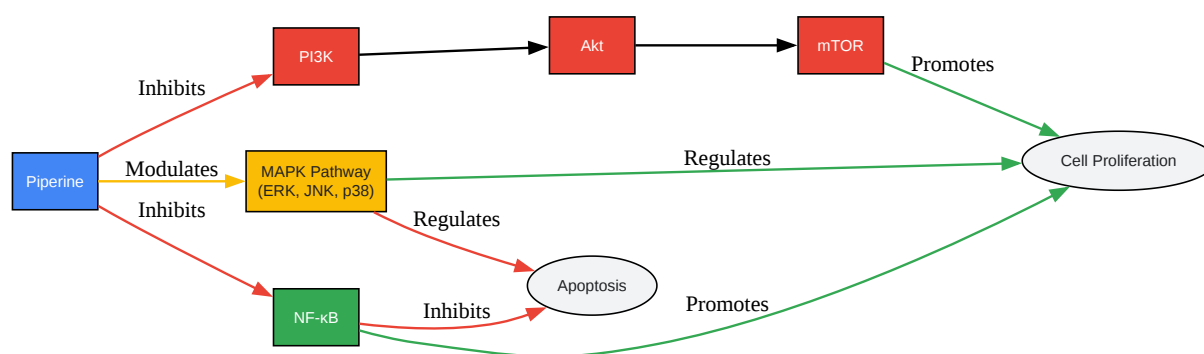 PI3K
Akt
mTOR
Promotes
Inhibits
Piperine
Modulates
MAPK Pathway
(ERK, JNK, p38)
Regulates
Cell Proliferation
Inhibits
Regulates
Apoptosis
NF-κB
Inhibits
Promotes